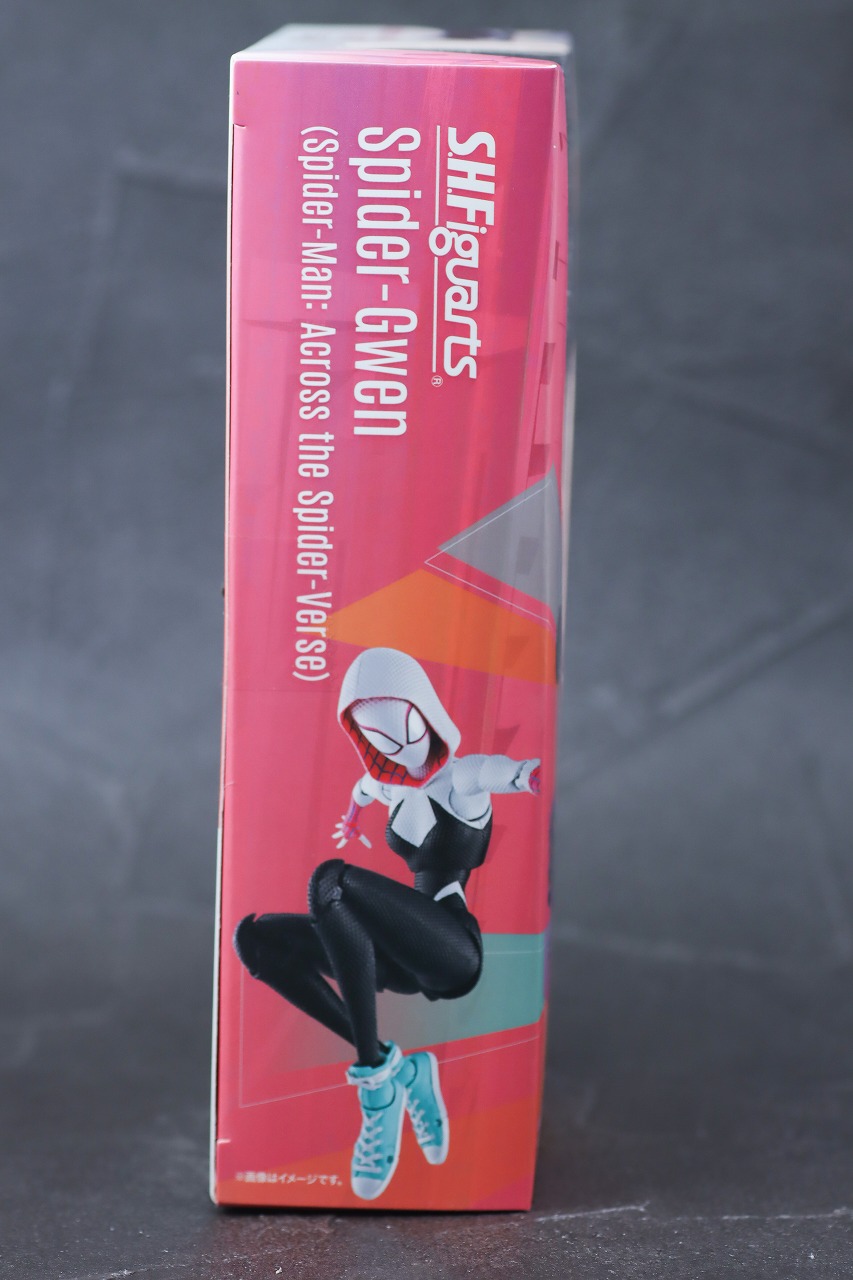 S.H.Figuarts®
Spider-Gwen
(Spider-Man: Across the Spider-Verse)
※画像はイメージです。